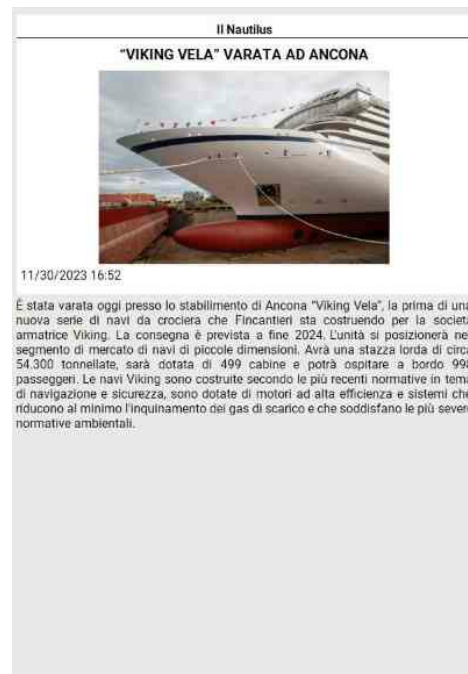 Il Nautilus
“VIKING VELA” VARATA AD ANCONA
11/30/2023 16:52
È stata varata oggi presso lo stabilimento di Ancona “Viking Vela”, la prima di una
nuova serie di navi da crociera che Fincantieri sta costruendo per la societ
armatrice Viking. La consegna è prevista a fine 2024. L'unità si posizionerà ne
segmento di mercato di navi di piccole dimensioni. Avrà una stazza lorda di circ
54.300 tonnellate, sarà dotata di 499 cabine e potrà ospitare a bordo 998
passeggeri. Le navi Viking sono costruite secondo le più recenti normative in tema
di navigazione e sicurezza, sono dotate di motori ad alta efficienza e sistemi che
riducono al minimo l'inquinamento dei gas di scarico e che soddisfano le più sever
normative ambientali.